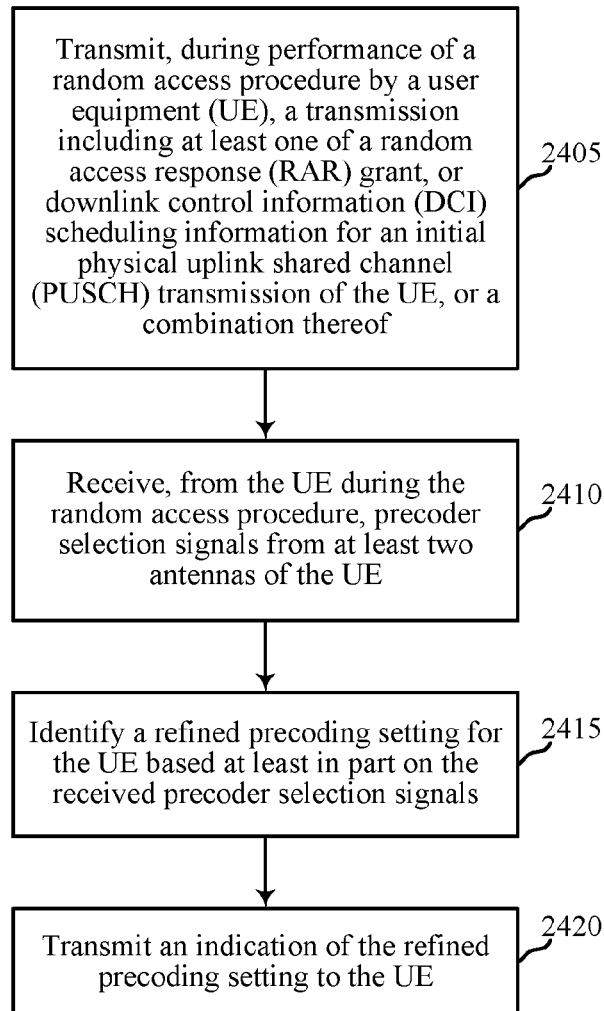 Transmit, during performance of a
random access procedure by a user
equipment (UE), a transmission
including at least one of a random
access response (RAR) grant, or
downlink control information (DCI)
scheduling information for an initial
physical uplink shared channel
(PUSCH) transmission of the UE, or a
combination thereof
2405
Receive, from the UE during the
random access procedure, precoder
selection signals from at least two
antennas of the UE
2410
Identify a refined precoding setting for
the UE based at least in part on the
received precoder selection signals
2415
Transmit an indication of the refined
precoding setting to the UE
2420